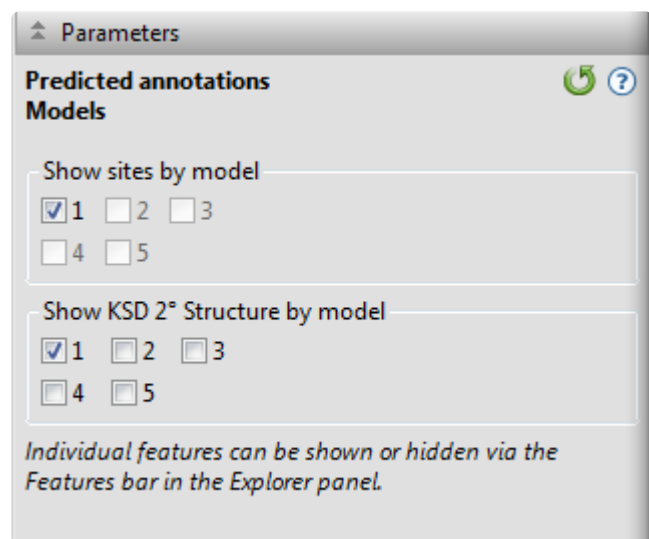 Parameters
Predicted annotations
Models
?
Show sites by model
1 2 3
4 5
Show KSD 2° Structure by model
1 2 3
4 5
Individual features can be shown or hidden via the
Features bar in the Explorer panel.